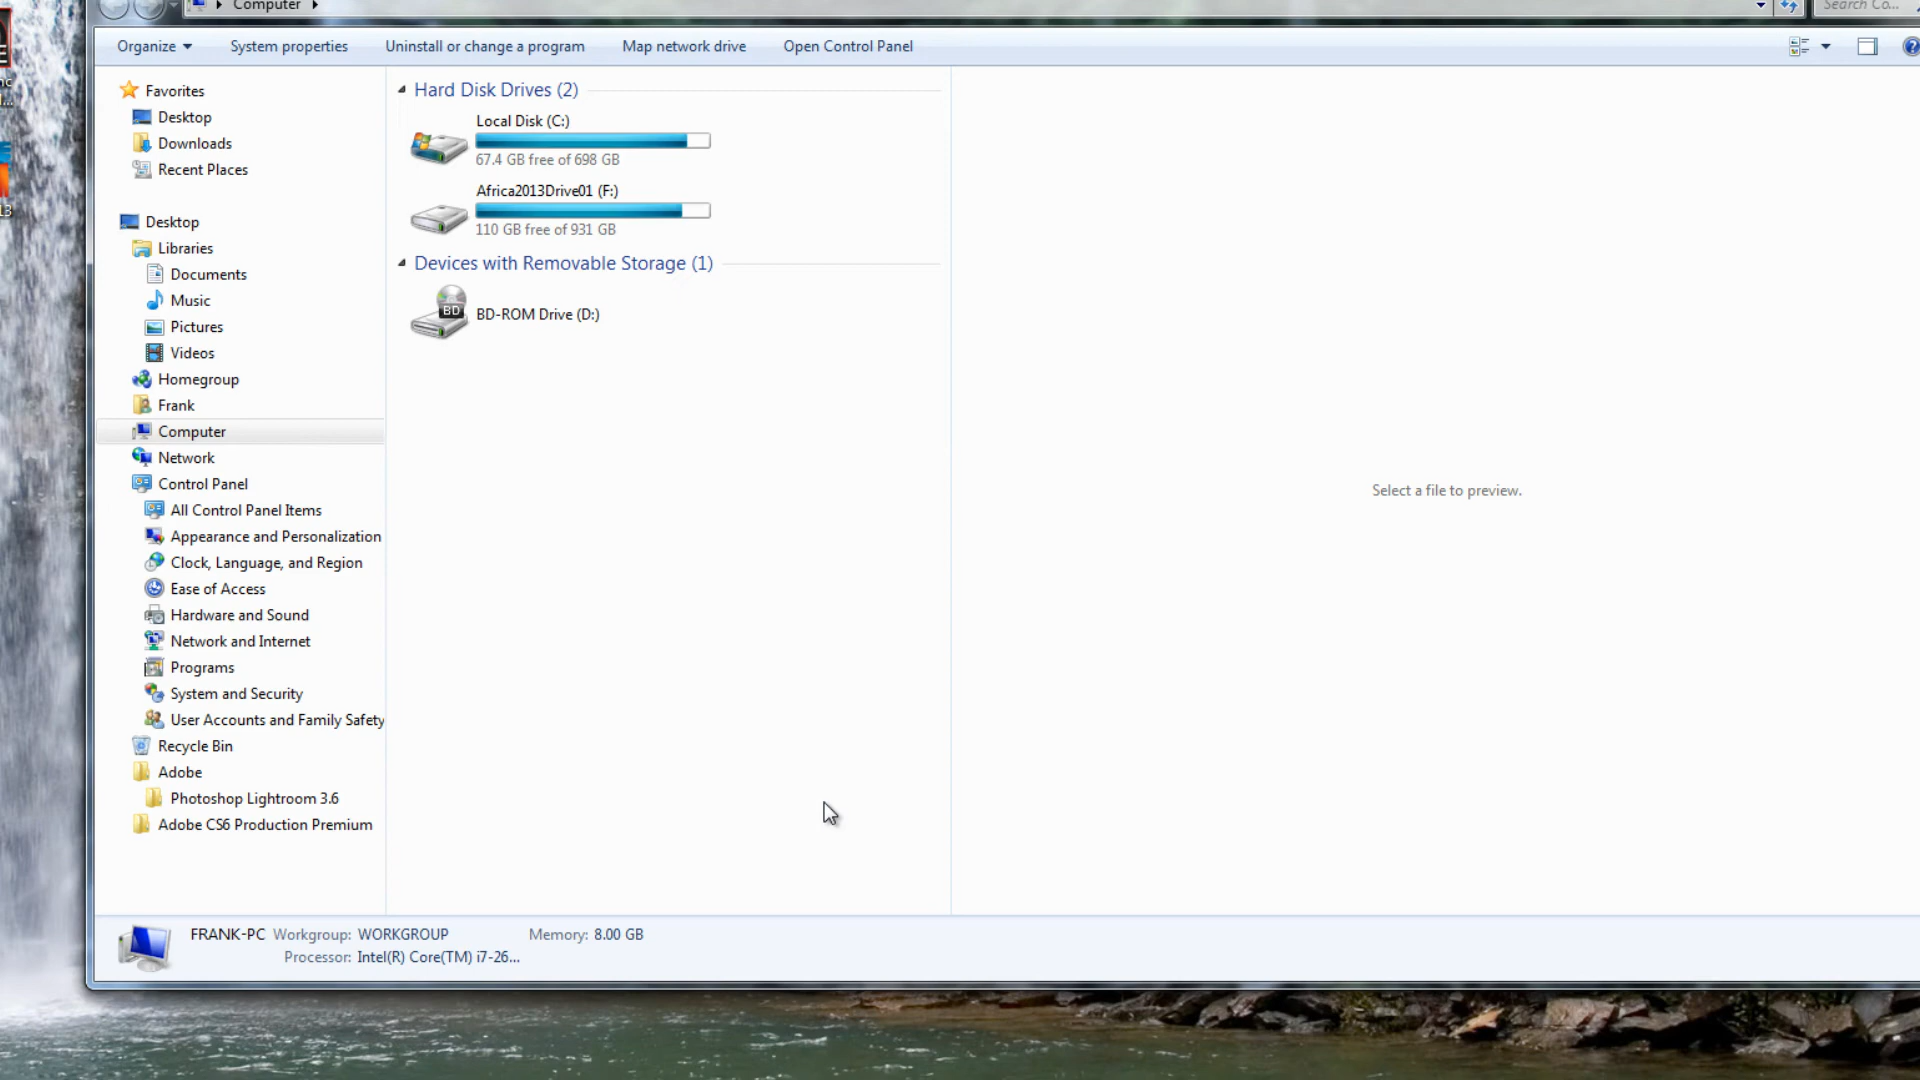 Computer
Search Co...
Organize
System properties
Uninstall or change a program
Map network drive
Open Control Panel
Favorites
Desktop
Downloads
Recent Places
Desktop
Libraries
Documents
Music
Pictures
Videos
Homegroup
Frank
Computer
Network
Control Panel
All Control Panel Items
Appearance and Personalization
Clock, Language, and Region
Ease of Access
Hardware and Sound
Network and Internet
Programs
System and Security
User Accounts and Family Safety
Recycle Bin
Adobe
Photoshop Lightroom 3.6
Adobe CS6 Production Premium
Hard Disk Drives (2)
Local Disk (C:)
67.4 GB free of 698 GB
Africa2013Drive01 (F:)
110 GB free of 931 GB
Devices with Removable Storage (1)
BD
BD-ROM Drive (D:)
Select a file to preview.
FRANK-PC Workgroup: WORKGROUP Memory: 8.00 GB
Processor: Intel(R) Core(TM) i7-26...